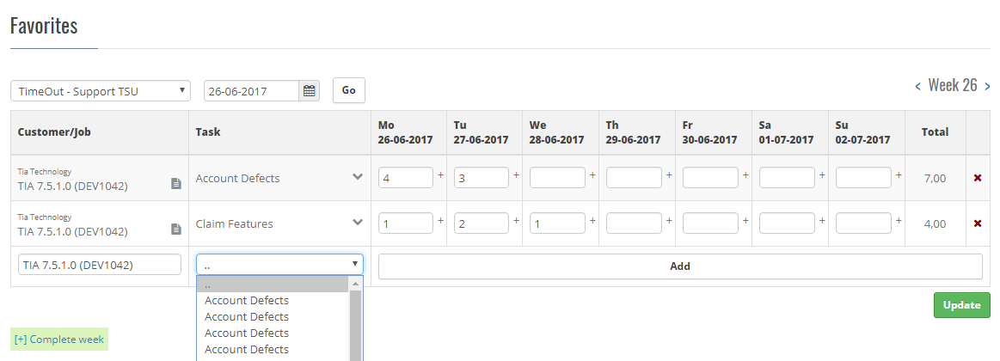 Favorites
TimeOut - Support TSU 26-06-2017 Go < Week 26 >
Customer/Job Task Mo 26-06-2017 Tu 27-06-2017 We 28-06-2017 Th 29-06-2017 Fr 30-06-2017 Sa 01-07-2017 Su 02-07-2017 Total
Tia Technology
TIA 7.5.1.0 (DEV1042) Account Defects 4 + 3 + + + + + + 7,00
Tia Technology
TIA 7.5.1.0 (DEV1042) Claim Features 1 + 2 + 1 + + + + + 4,00
TIA 7.5.1.0 (DEV1042) .. Add
..
Account Defects
Account Defects
Account Defects
Account Defects
Update
[+] Complete week